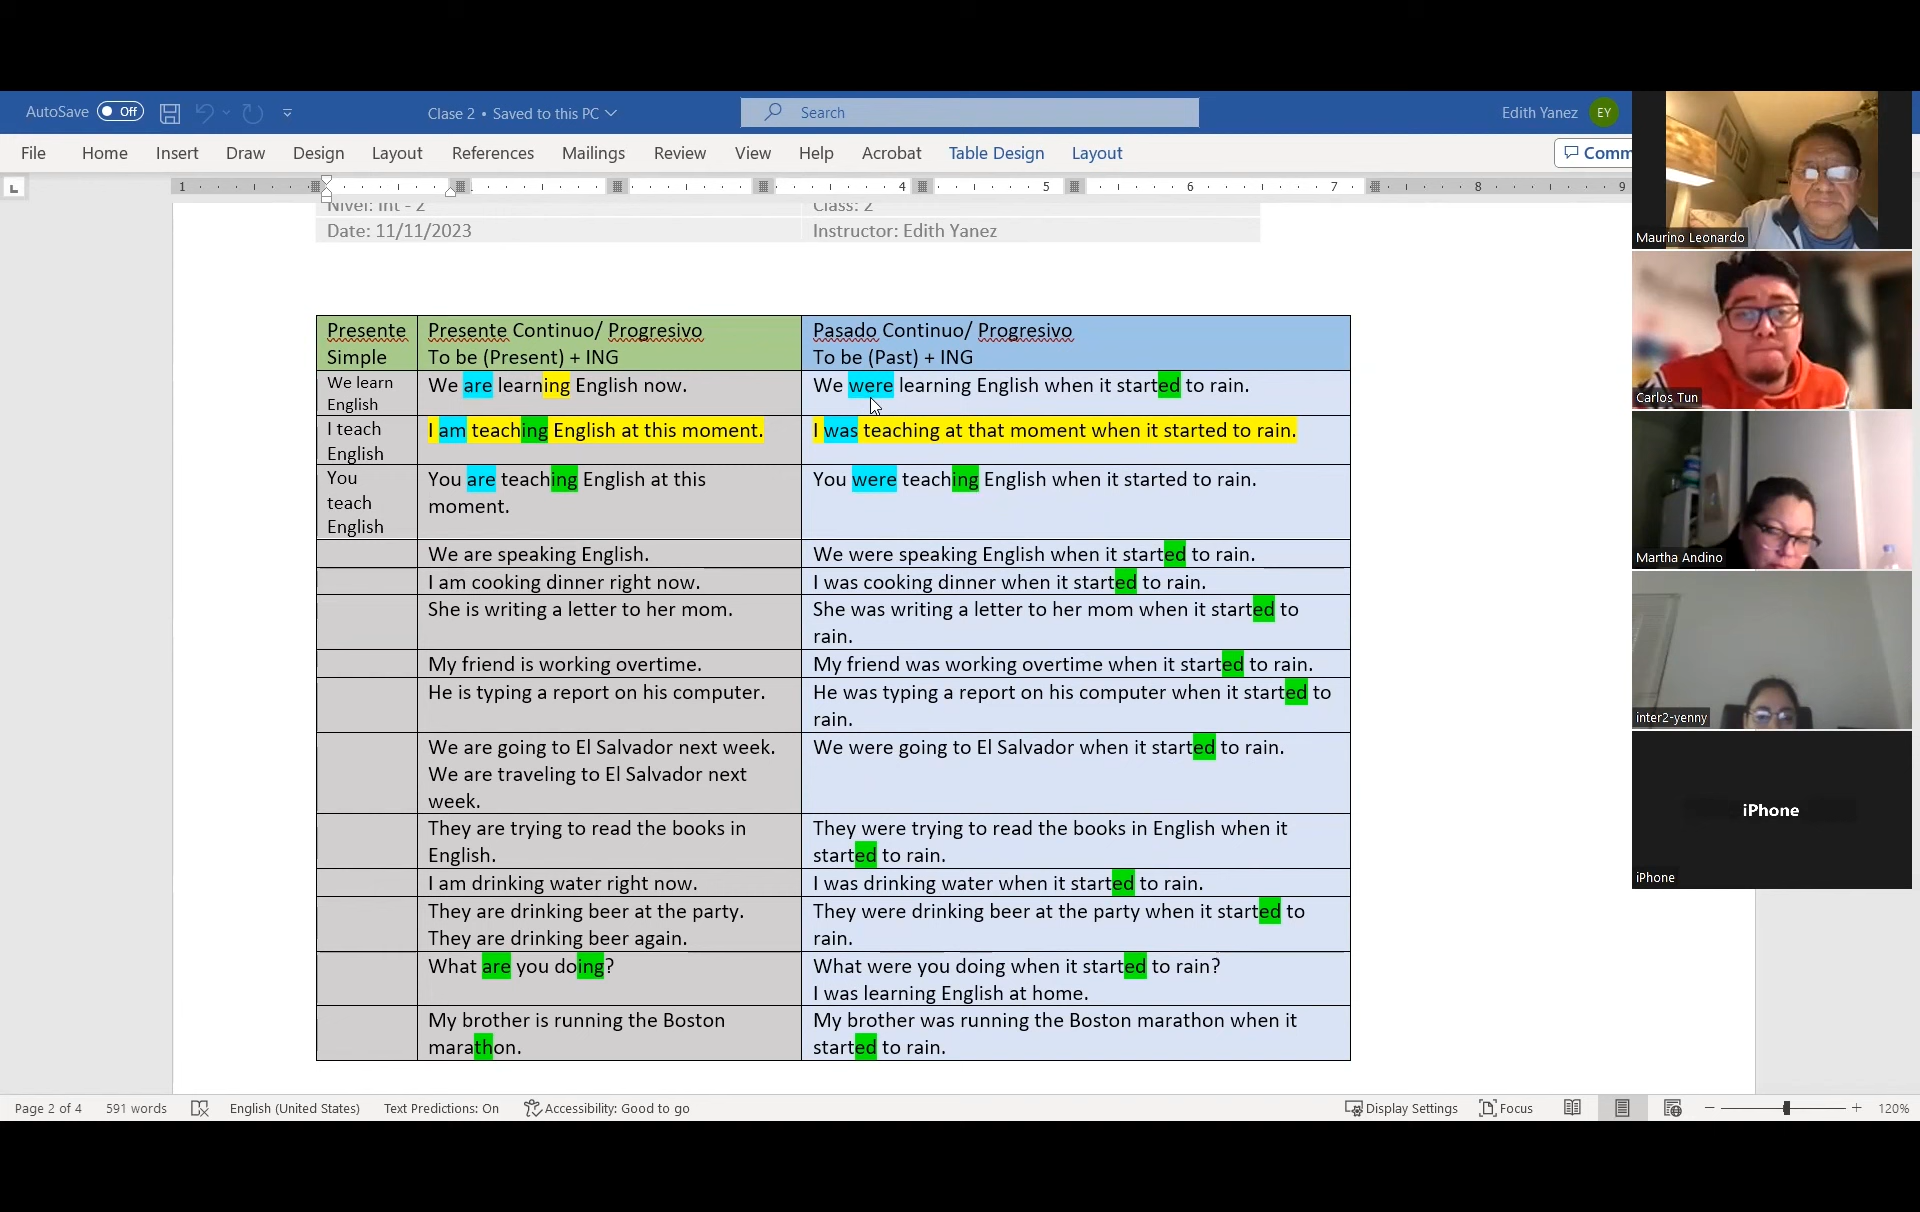 AutoSave Off Clase 2 • Saved to this PC Search Edith Yanez EY
File Home Insert Draw Design Layout References Mailings Review View Help Acrobat Table Design Layout Comm
1 4 5 6 7 8 9
Nivel: Int - 2 Class: 2
Date: 11/11/2023 Instructor: Edith Yanez
Presente Presente Continuo/ Progresivo Pasado Continuo/ Progresivo
Simple To be (Present) + ING To be (Past) + ING
We learn We are learning English now. We were learning English when it started to rain.
English
I teach I am teaching English at this moment. I was teaching at that moment when it started to rain.
English
You You are teaching English at this You were teaching English when it started to rain.
teach moment.
English
We are speaking English. We were speaking English when it started to rain.
I am cooking dinner right now. I was cooking dinner when it started to rain.
She is writing a letter to her mom. She was writing a letter to her mom when it started to
rain.
My friend is working overtime. My friend was working overtime when it started to rain.
He is typing a report on his computer. He was typing a report on his computer when it started to
rain.
We are going to El Salvador next week. We were going to El Salvador when it started to rain.
We are traveling to El Salvador next
week.
They are trying to read the books in They were trying to read the books in English when it
English. started to rain.
I am drinking water right now. I was drinking water when it started to rain.
They are drinking beer at the party. They were drinking beer at the party when it started to
They are drinking beer again. rain.
What are you doing? What were you doing when it started to rain?
I was learning English at home.
My brother is running the Boston My brother was running the Boston marathon when it
marathon. started to rain.
Page 2 of 4 591 words English (United States) Text Predictions: On Accessibility: Good to go Display Settings Focus 120%
Maurino Leonardo
Carlos Tun
Martha Andino
inter2-yenny
iPhone
iPhone